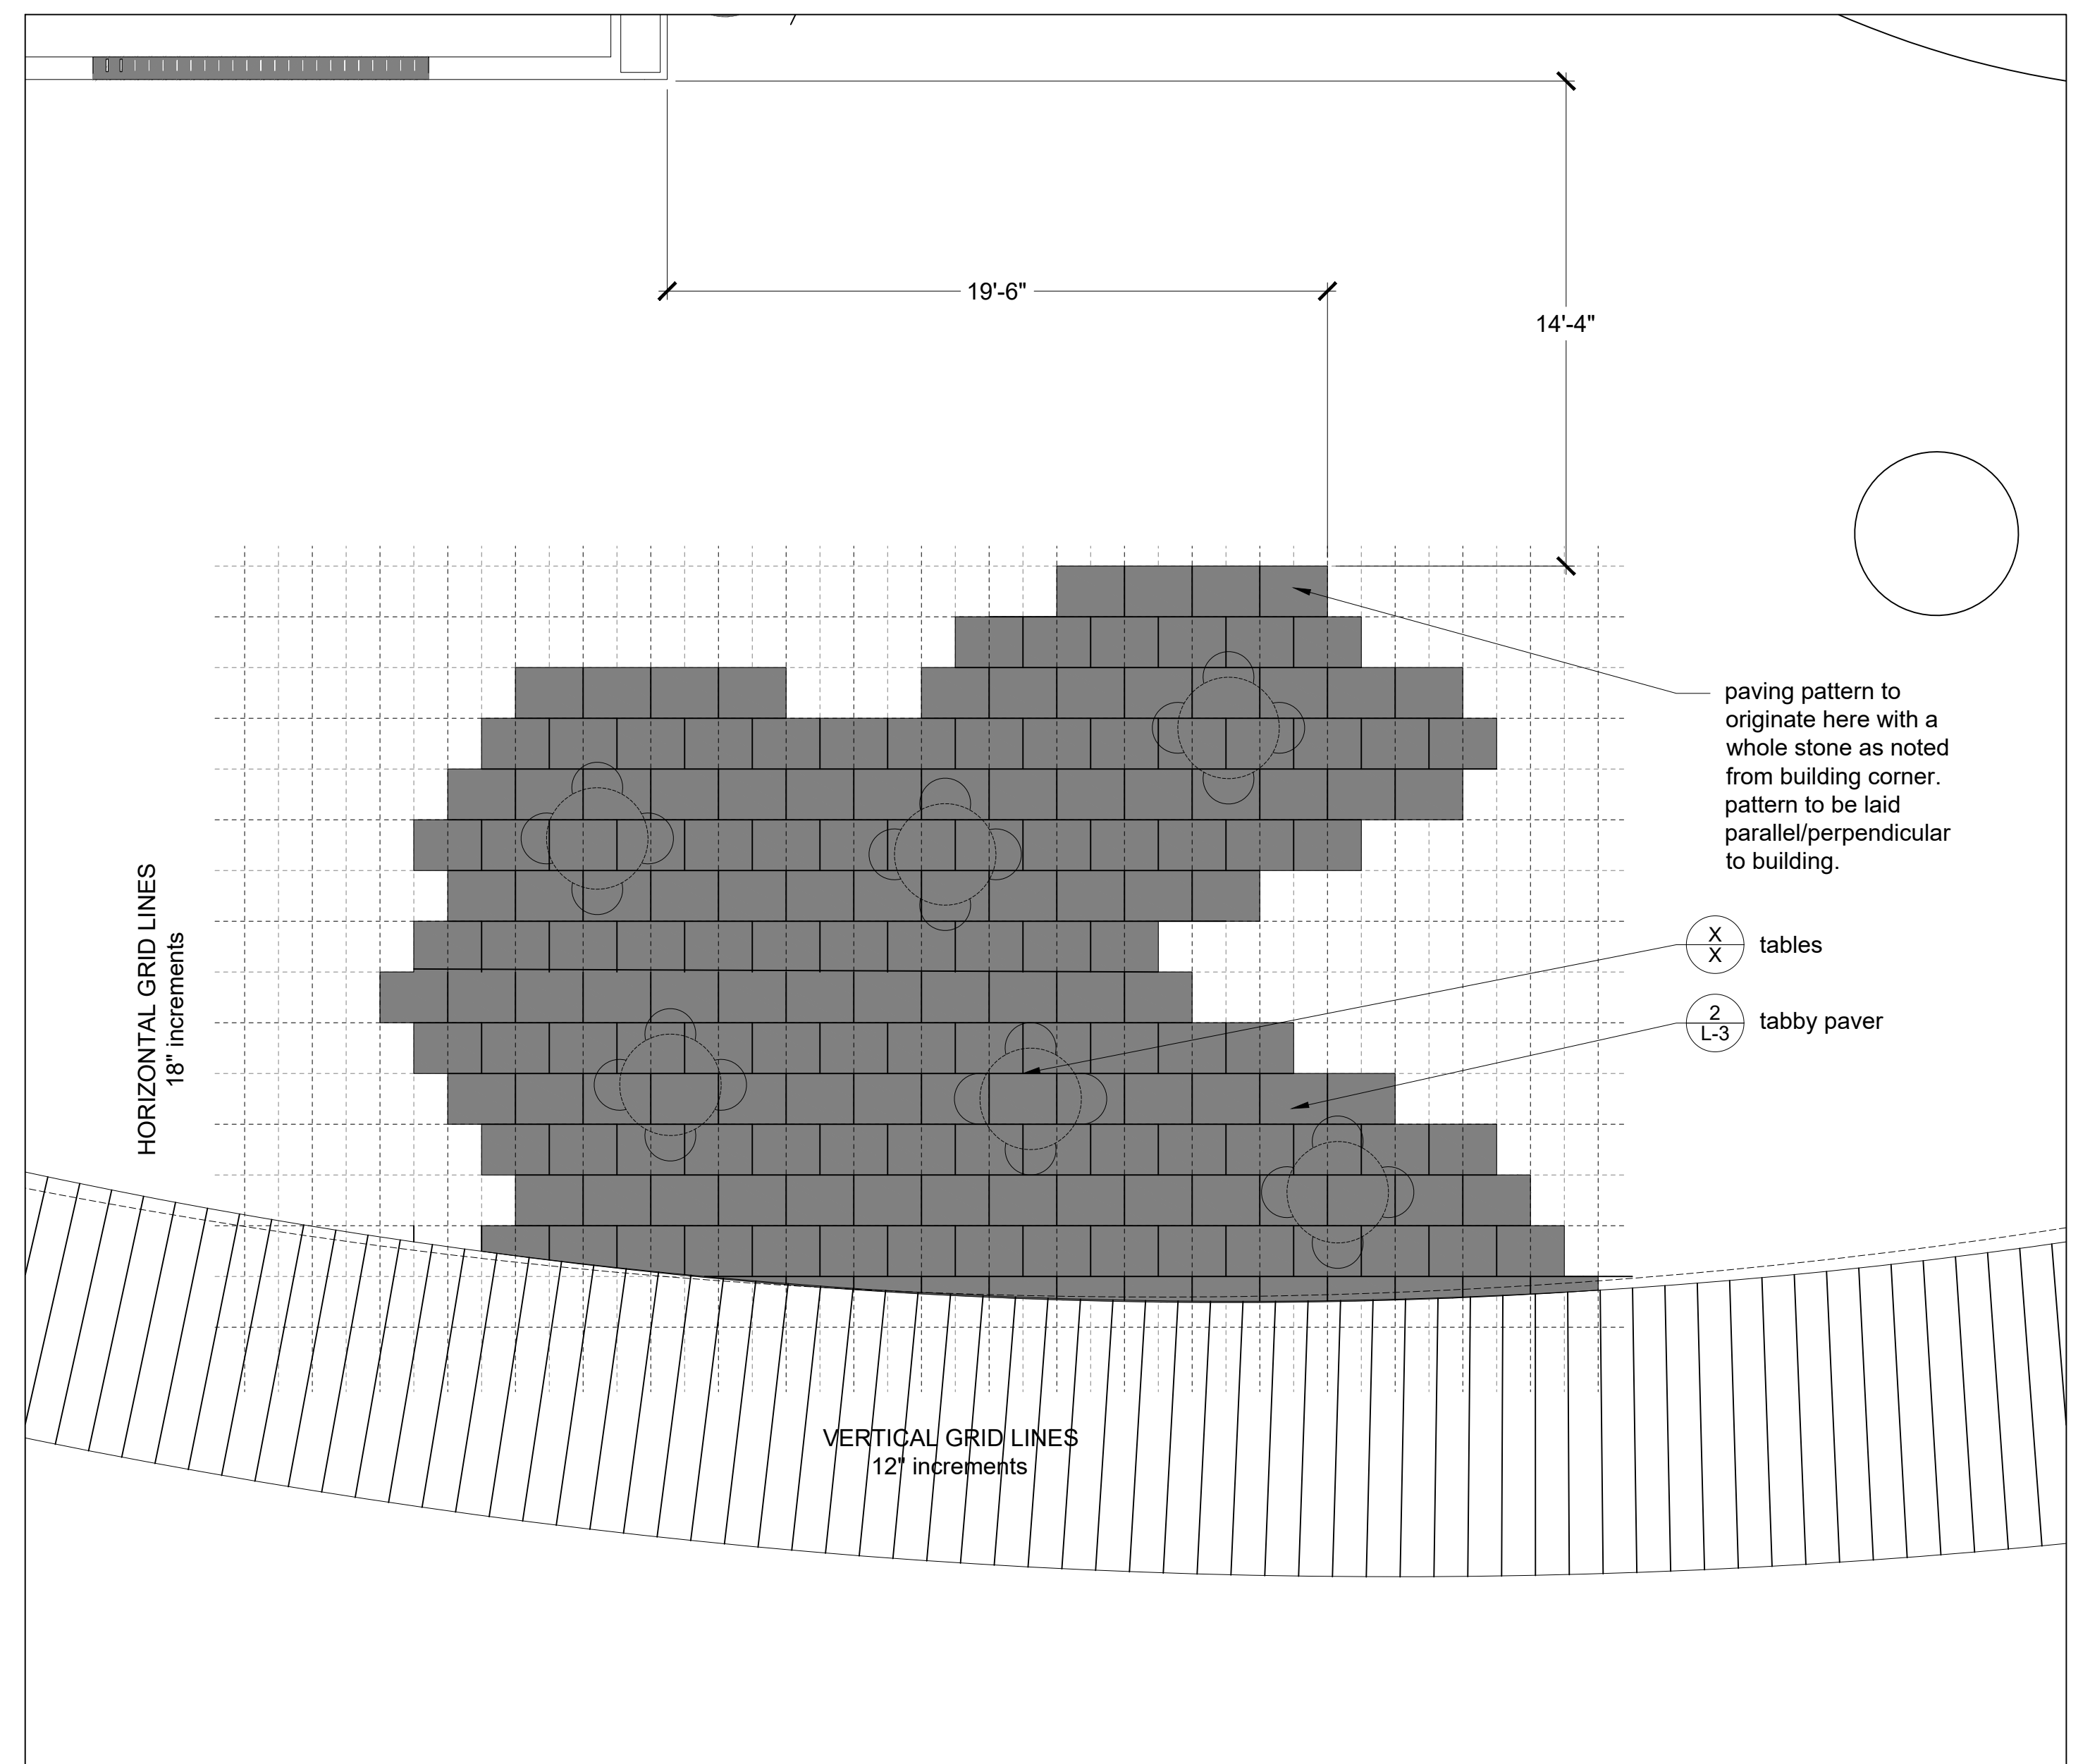 19'-6"
14'-4"
paving pattern to
originate here with a
whole stone as noted
from building corner.
pattern to be laid
parallel/perpendicular
to building.
X
X
tables
2
L-3
tabby paver
HORIZONTAL GRID LINES
18" increments
VERTICAL GRID LINES
12" increments